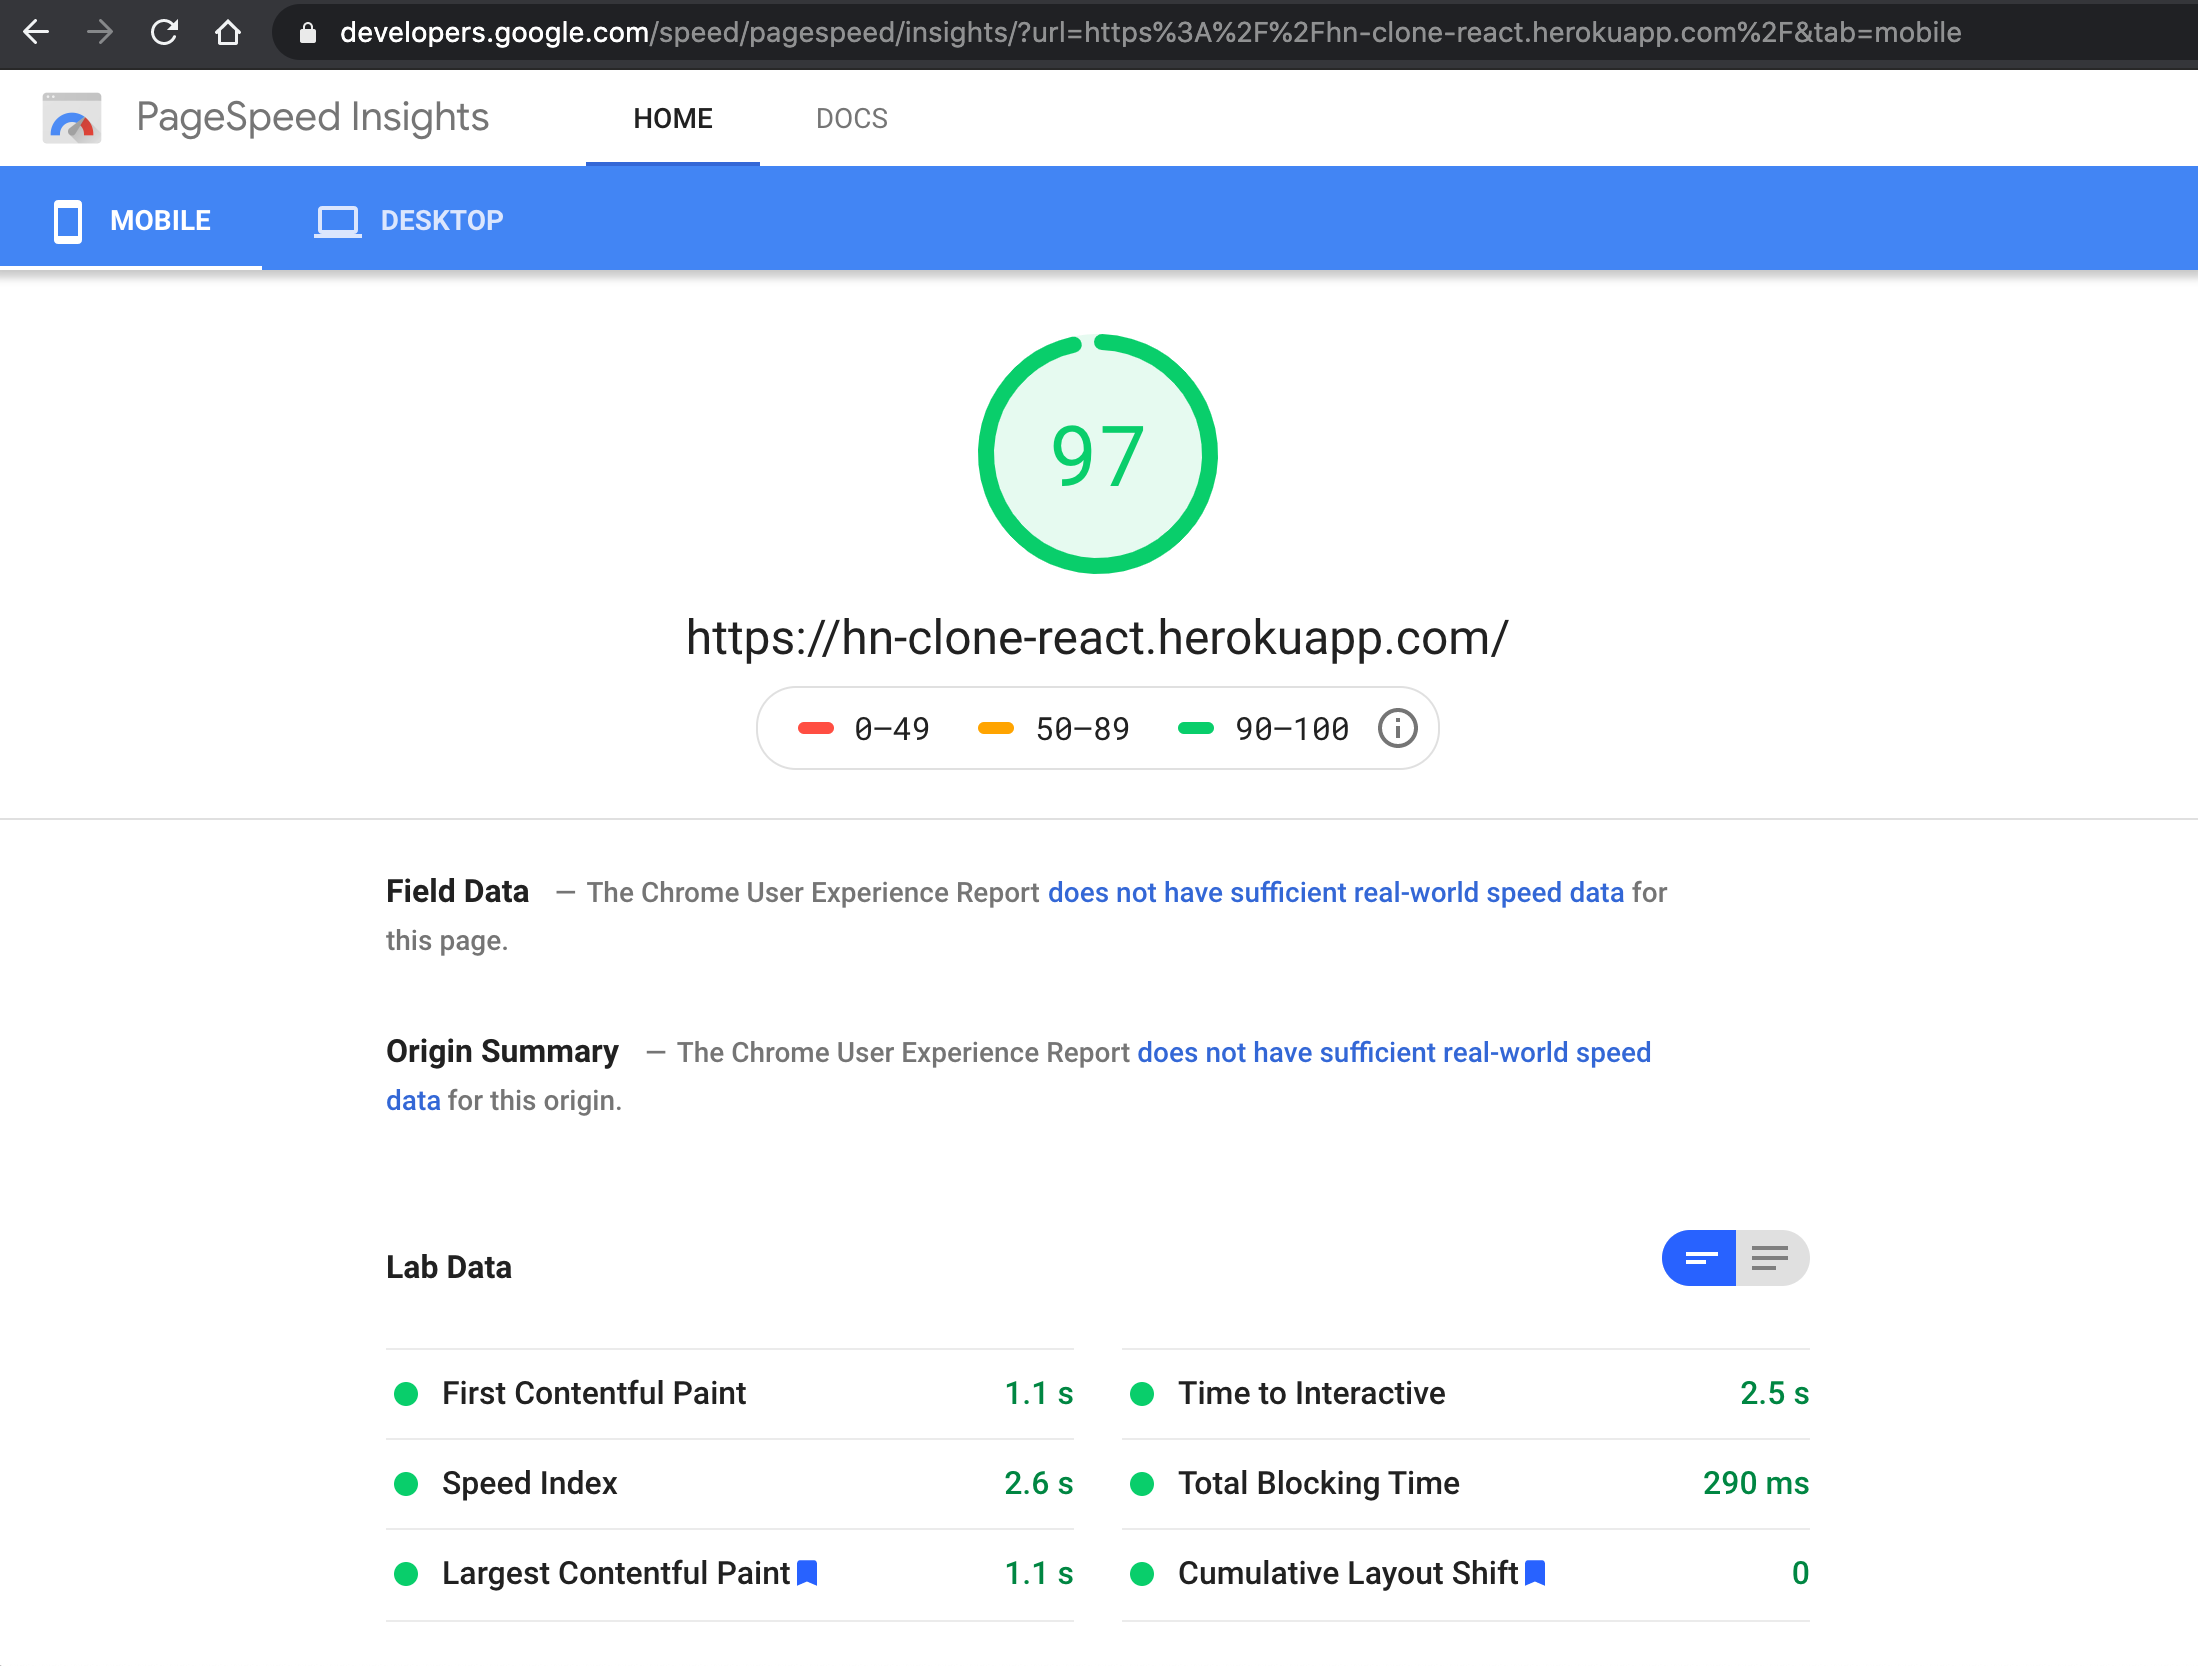 developers.google.com/speed/pagespeed/insights/?url=https%3A%2F%2Fhn-clone-react.herokuapp.com%2F&tab=mobile
PageSpeed Insights
HOME
DOCS
MOBILE
DESKTOP
97
https://hn-clone-react.herokuapp.com/
0–49
50–89
90–100
Field Data — The Chrome User Experience Report does not have sufficient real-world speed data for
this page.
Origin Summary — The Chrome User Experience Report does not have sufficient real-world speed
data for this origin.
Lab Data
First Contentful Paint 1.1 s
Time to Interactive 2.5 s
Speed Index 2.6 s
Total Blocking Time 290 ms
Largest Contentful Paint 1.1 s
Cumulative Layout Shift 0